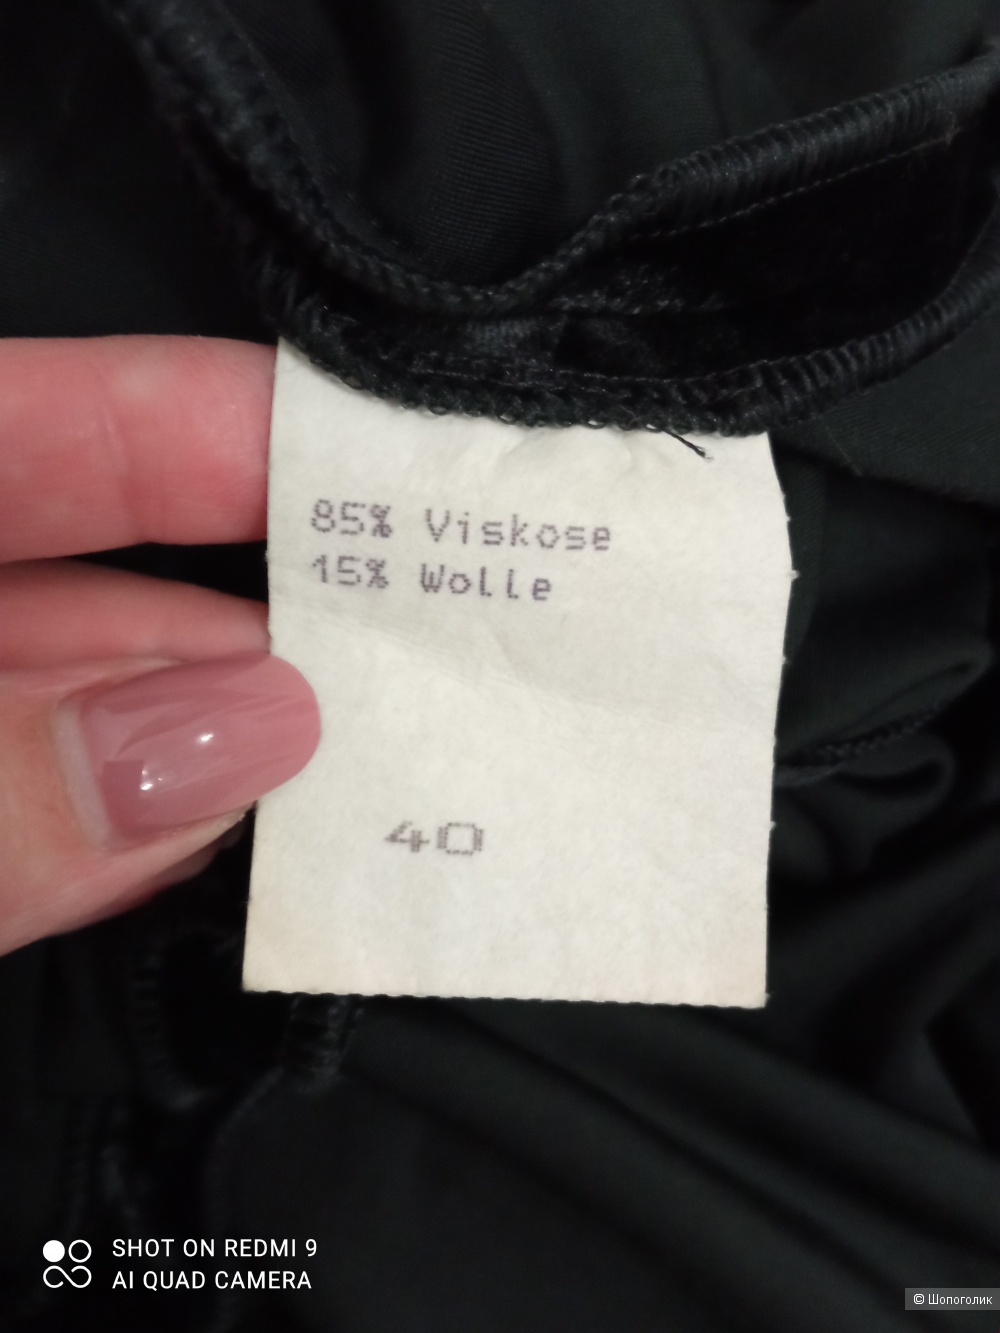 85% Viskose
15% Wolle
40
SHOT ON REDMI 9
AI QUAD CAMERA
© Шопоголик